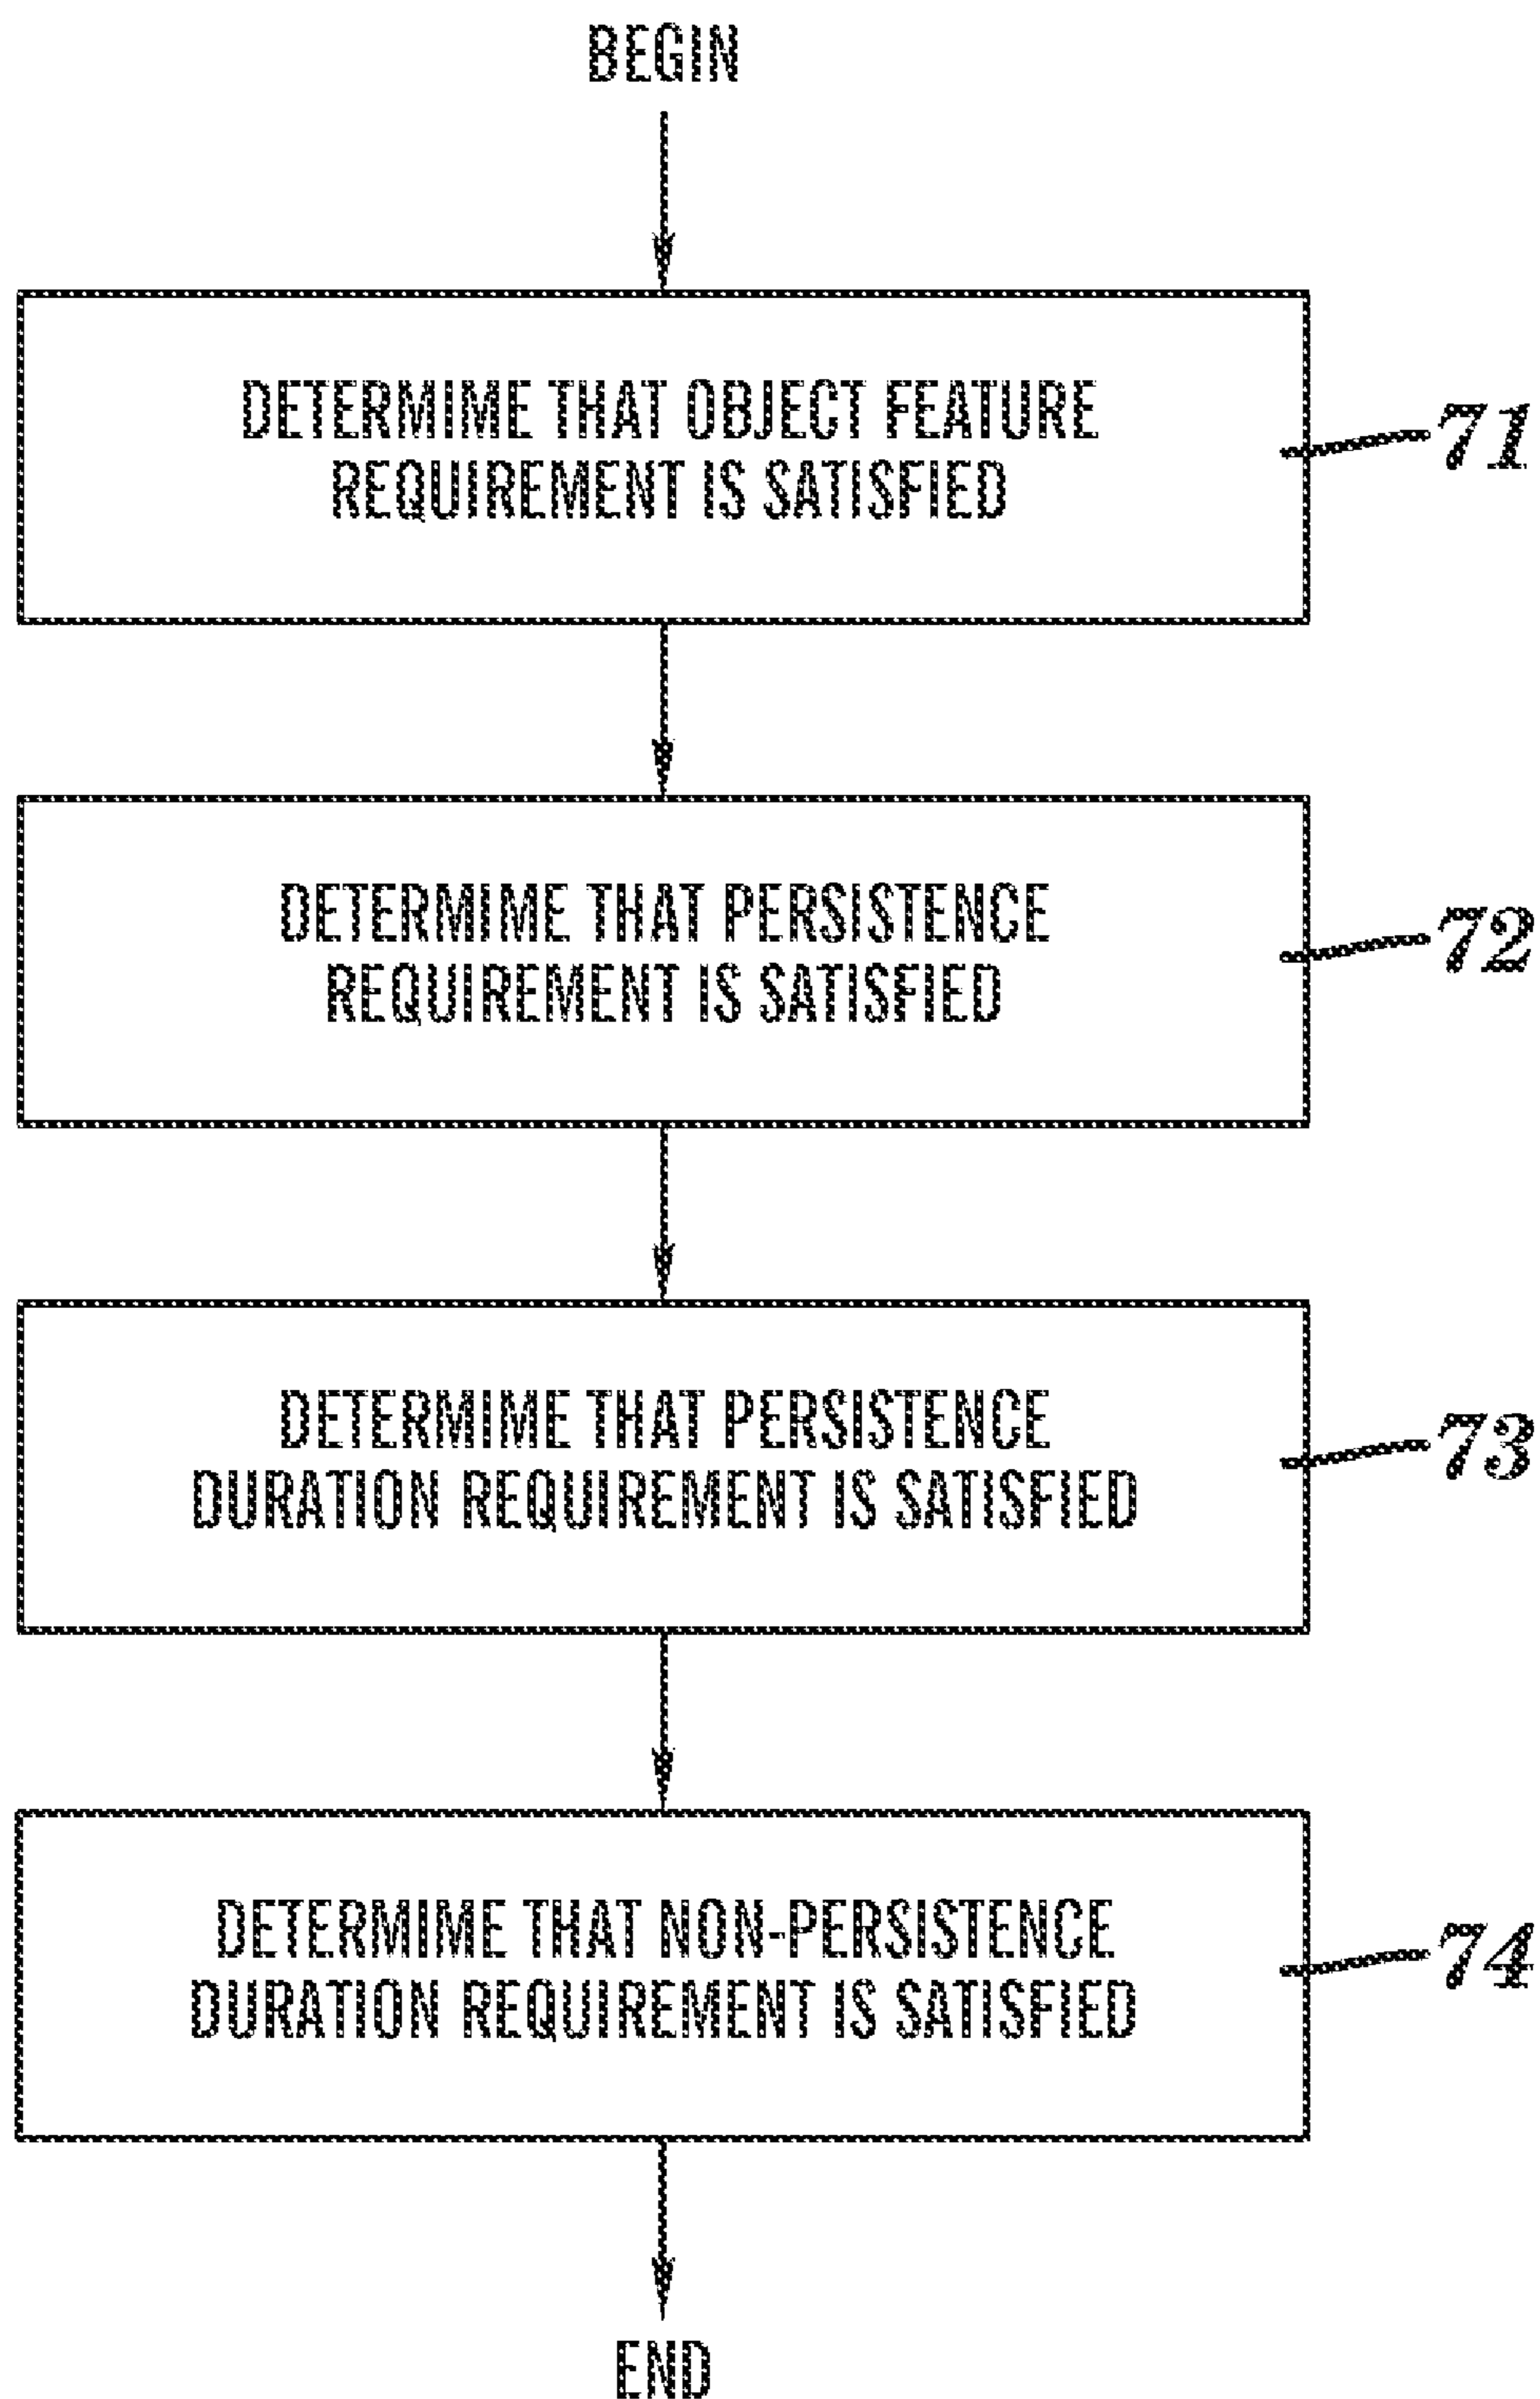 BEGIN
DETERMIME THAT OBJECT FEATURE
REQUIREMENT IS SATISFIED
71
DETERMIME THAT PERSISTENCE
REQUIREMENT IS SATISFIED
72
DETERMIME THAT PERSISTENCE
DURATION REQUIREMENT IS SATISFIED
73
DETERMIME THAT NON-PERSISTENCE
DURATION REQUIREMENT IS SATISFIED
74
END